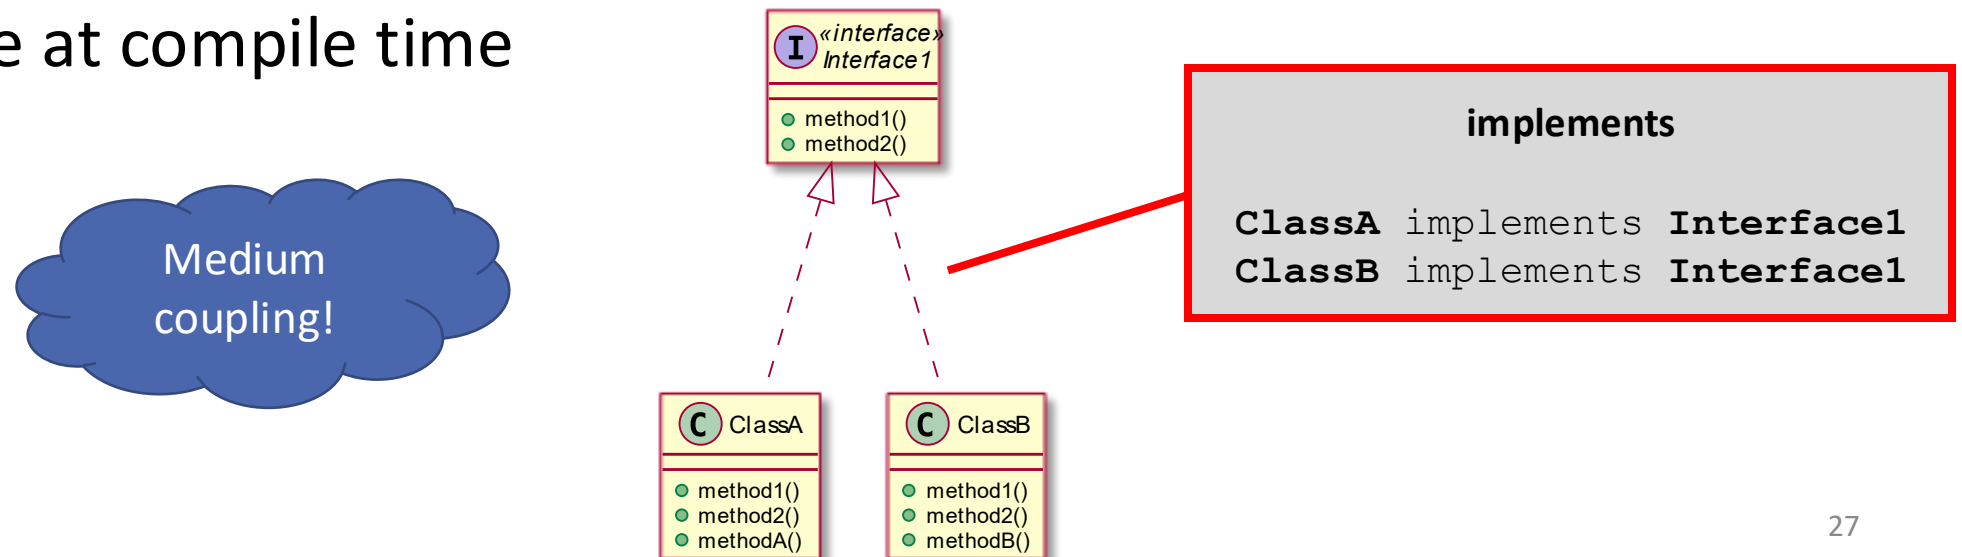 e at compile time
Medium
coupling!
I
«interface»
Interface1
method1()
method2()
implements
ClassA implements Interface1
ClassB implements Interface1
C ClassA
method1()
method2()
methodA()
C ClassB
method1()
method2()
methodB()
27